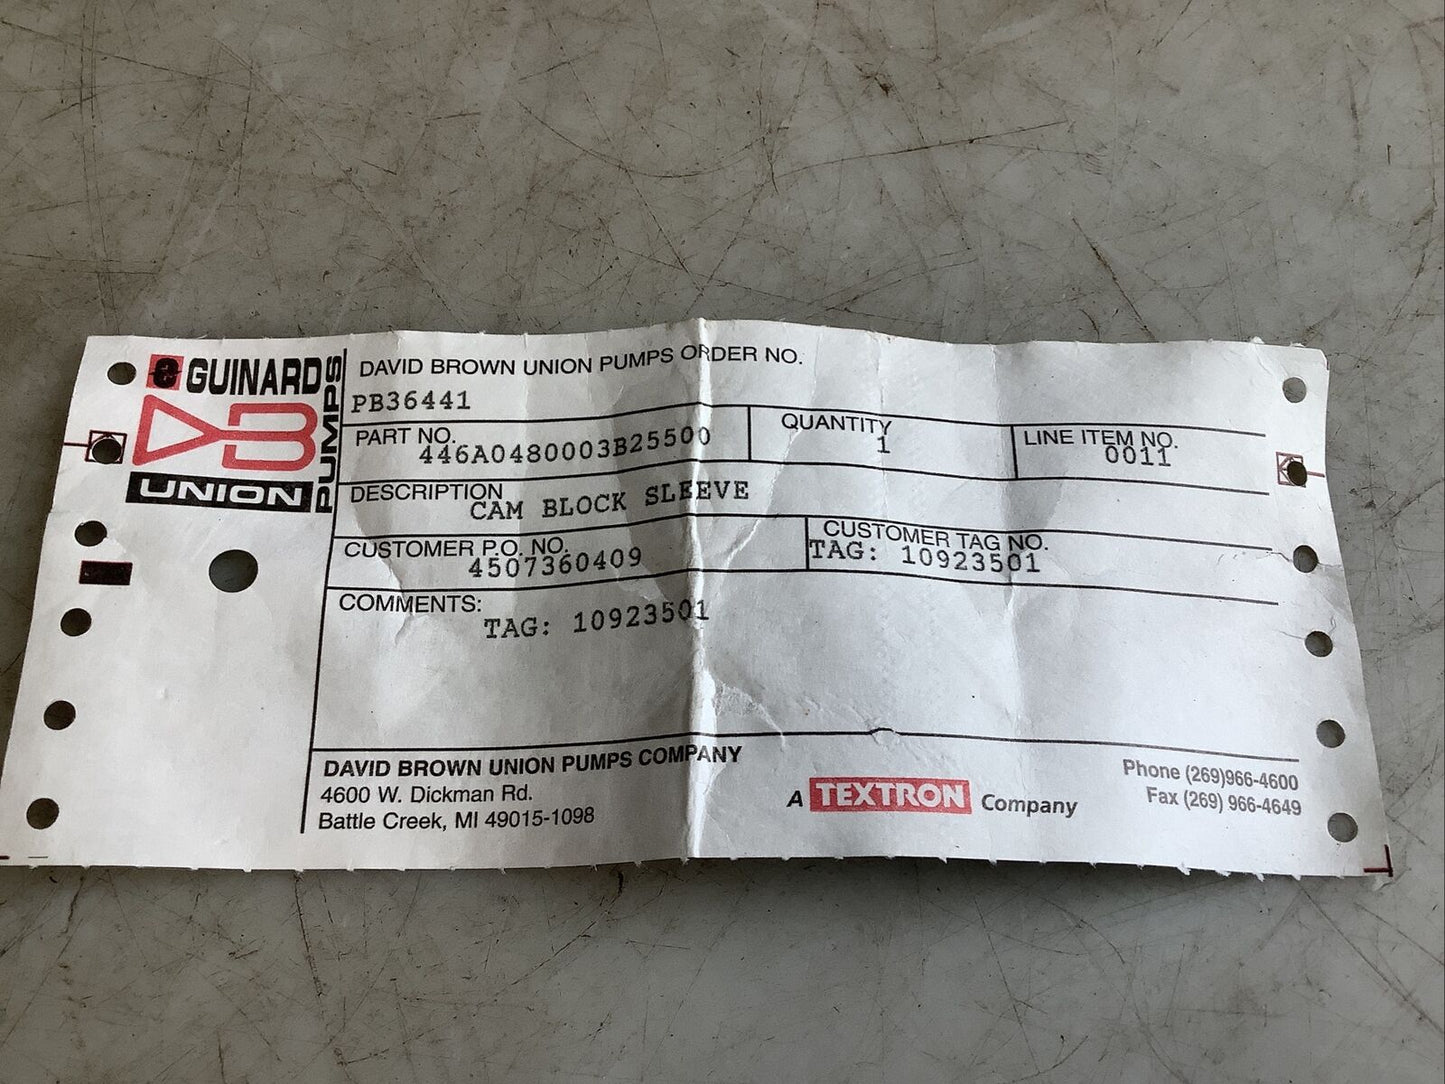 GUINARD
DB
UNION
PUMPS
DAVID BROWN UNION PUMPS ORDER NO.
PB36441
PART NO.
446A0480003B25500
QUANTITY
1
LINE ITEM NO.
0011
DESCRIPTION
CAM BLOCK SLEEVE
CUSTOMER P.O. NO.
4507360409
CUSTOMER TAG NO.
TAG: 10923501
COMMENTS:
TAG: 10923501
DAVID BROWN UNION PUMPS COMPANY
4600 W. Dickman Rd.
Battle Creek, MI 49015-1098
A TEXTRON Company
Phone (269)966-4600
Fax (269) 966-4649